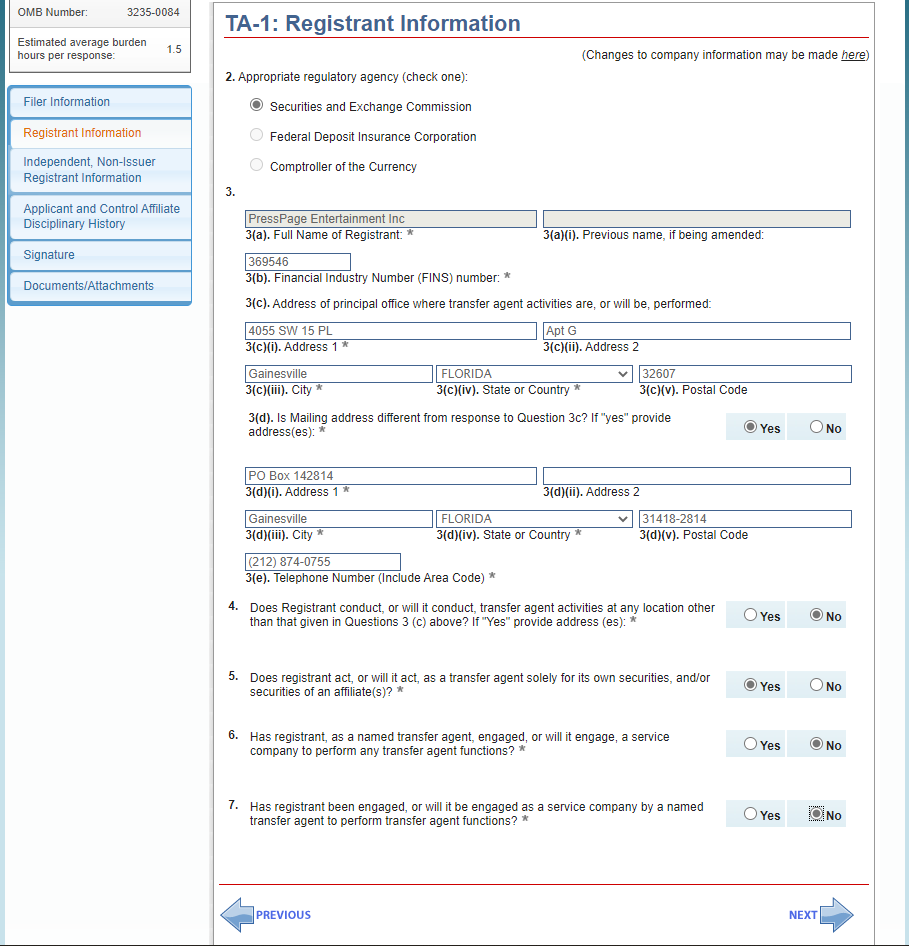 OMB Number: 3235-0084
Estimated average burden
hours per response: 1.5
Filer Information
Registrant Information
Independent, Non-Issuer
Registrant Information
Applicant and Control Affiliate
Disciplinary History
Signature
Documents/Attachments
TA-1: Registrant Information
(Changes to company information may be made here)
2. Appropriate regulatory agency (check one):
Securities and Exchange Commission
Federal Deposit Insurance Corporation
Comptroller of the Currency
3.
PressPage Entertainment Inc
3(a). Full Name of Registrant: * 3(a)(i). Previous name, if being amended:
369546
3(b). Financial Industry Number (FINS) number: *
3(c). Address of principal office where transfer agent activities are, or will be, performed:
4055 SW 15 PL Apt G
3(c)(i). Address 1 * 3(c)(ii). Address 2
Gainesville FLORIDA 32607
3(c)(iii). City * 3(c)(iv). State or Country * 3(c)(v). Postal Code
3(d). Is Mailing address different from response to Question 3c? If "yes" provide
address(es): * Yes No
PO Box 142814
3(d)(i). Address 1 * 3(d)(ii). Address 2
Gainesville FLORIDA 31418-2814
3(d)(iii). City * 3(d)(iv). State or Country * 3(d)(v). Postal Code
(212) 874-0755
3(e). Telephone Number (Include Area Code) *
4. Does Registrant conduct, or will it conduct, transfer agent activities at any location other
than that given in Questions 3 (c) above? If "Yes" provide address (es): * Yes No
5. Does registrant act, or will it act, as a transfer agent solely for its own securities, and/or
securities of an affiliate(s)? * Yes No
6. Has registrant, as a named transfer agent, engaged, or will it engage, a service
company to perform any transfer agent functions? * Yes No
7. Has registrant been engaged, or will it be engaged as a service company by a named
transfer agent to perform transfer agent functions? * Yes No
PREVIOUS NEXT